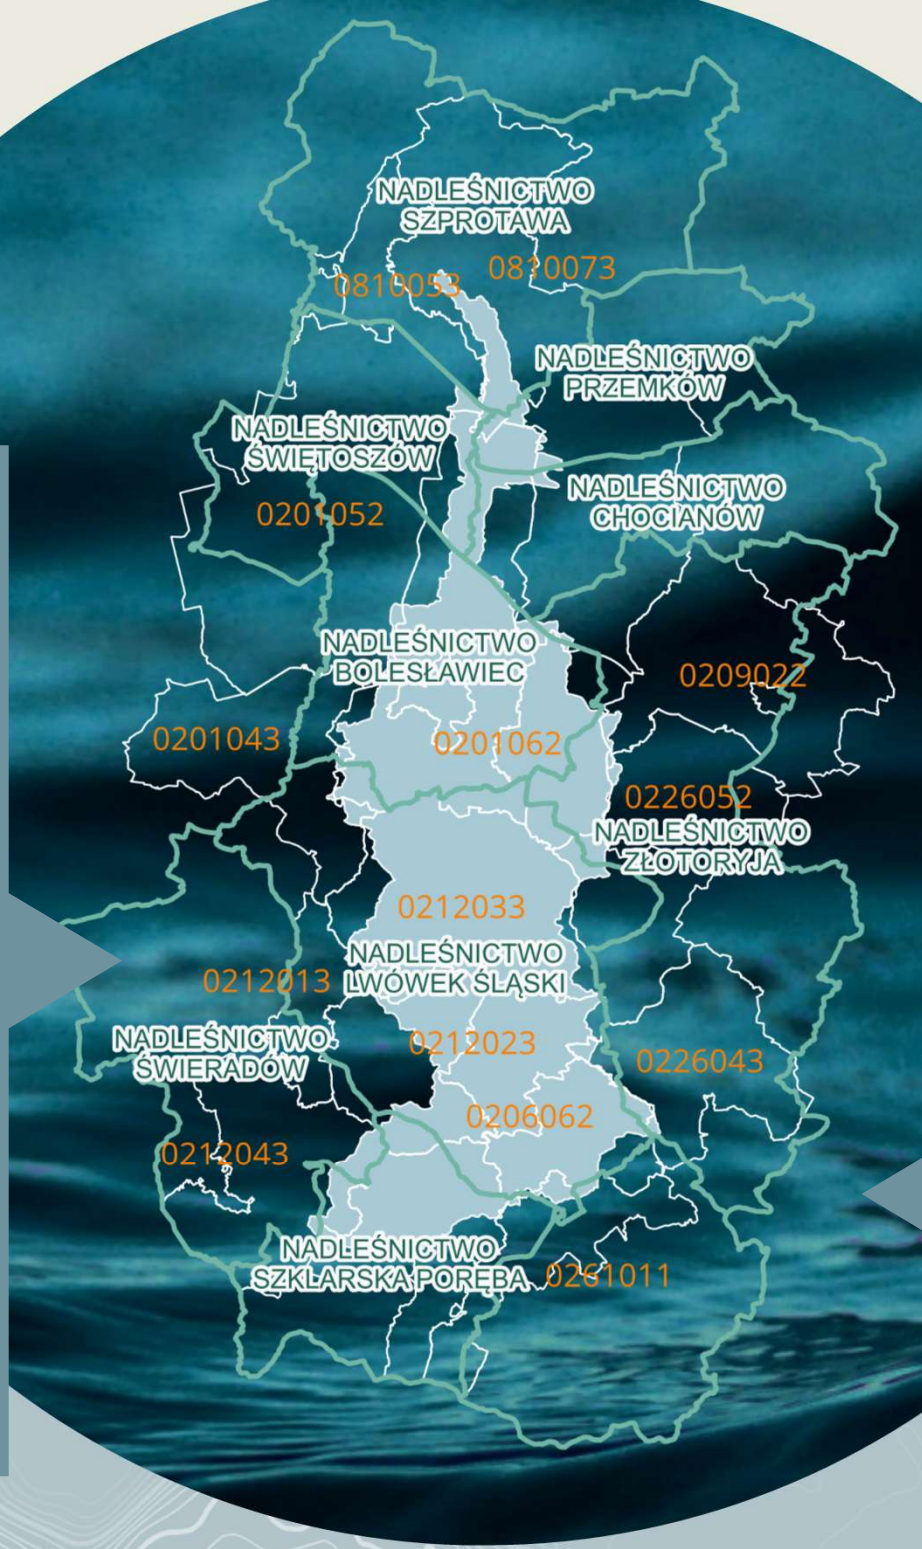 NADLEŚNICTWO
SZPROTAWA
0810053
0810073
NADLEŚNICTWO
PRZEMKÓW
NADLEŚNICTWO
ŚWIĘTOSZÓW
NADLEŚNICTWO
CHOCIANÓW
0201052
NADLEŚNICTWO
BOLESŁAWIEC
0209022
0201043
0201062
0226052
NADLEŚNICTWO
ZŁOTORYJA
0212033
NADLEŚNICTWO
LWÓWEK ŚLĄSKI
0212013
NADLEŚNICTWO
ŚWIERADÓW
0212023
0226043
0206062
0212043
NADLEŚNICTWO
SZKLARSKA PORĘBA
0261011